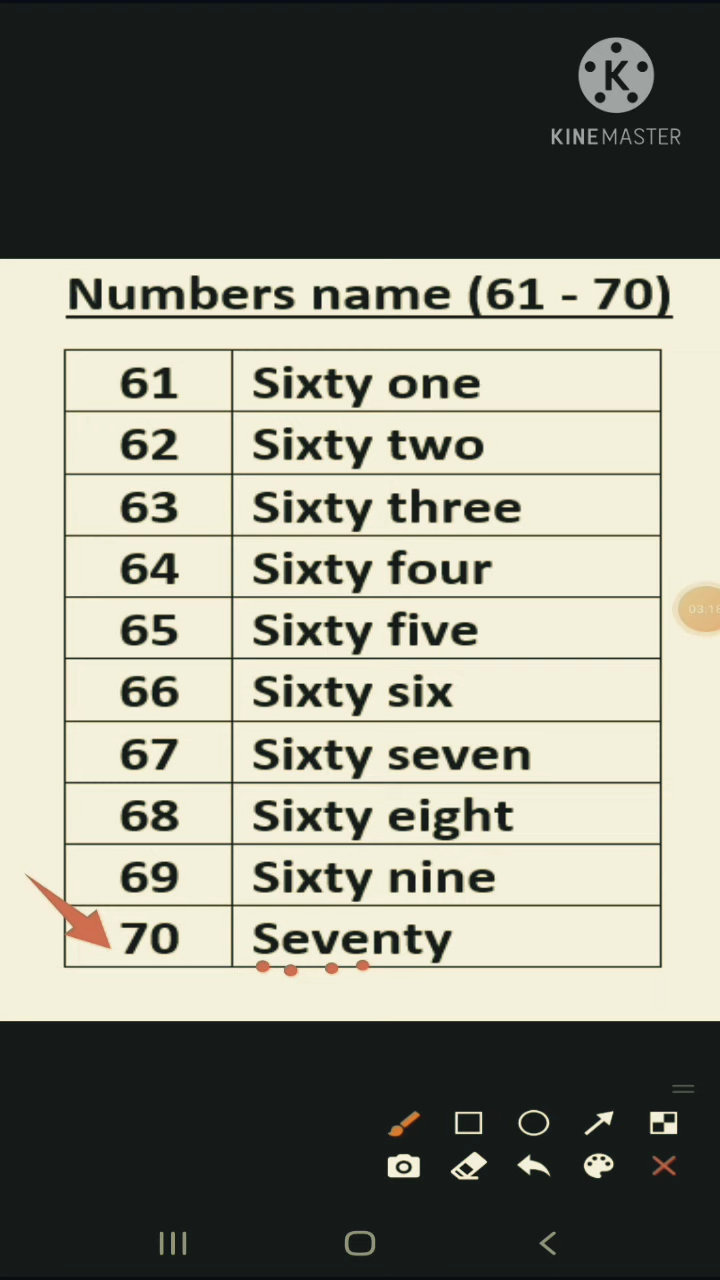 K
KINEMASTER
Numbers name (61 - 70)
61 Sixty one
62 Sixty two
63 Sixty three
64 Sixty four
65 Sixty five
66 Sixty six
67 Sixty seven
68 Sixty eight
69 Sixty nine
70 Seventy